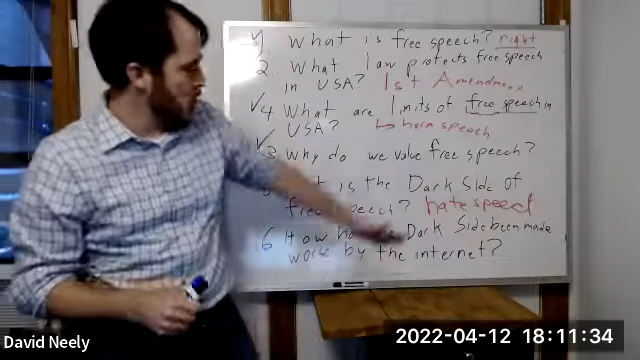 1. What is free speech? right
2. What law protects free speech
in USA? 1st Amendment
✓4 What are limits of free speech in
USA? ↳ harm speech
✓3 Why do we value free speech?
is the Dark Side of
speech? hate speech
6 How Dark Side been made
worse by the internet?
David Neely
2022-04-12 18:11:34